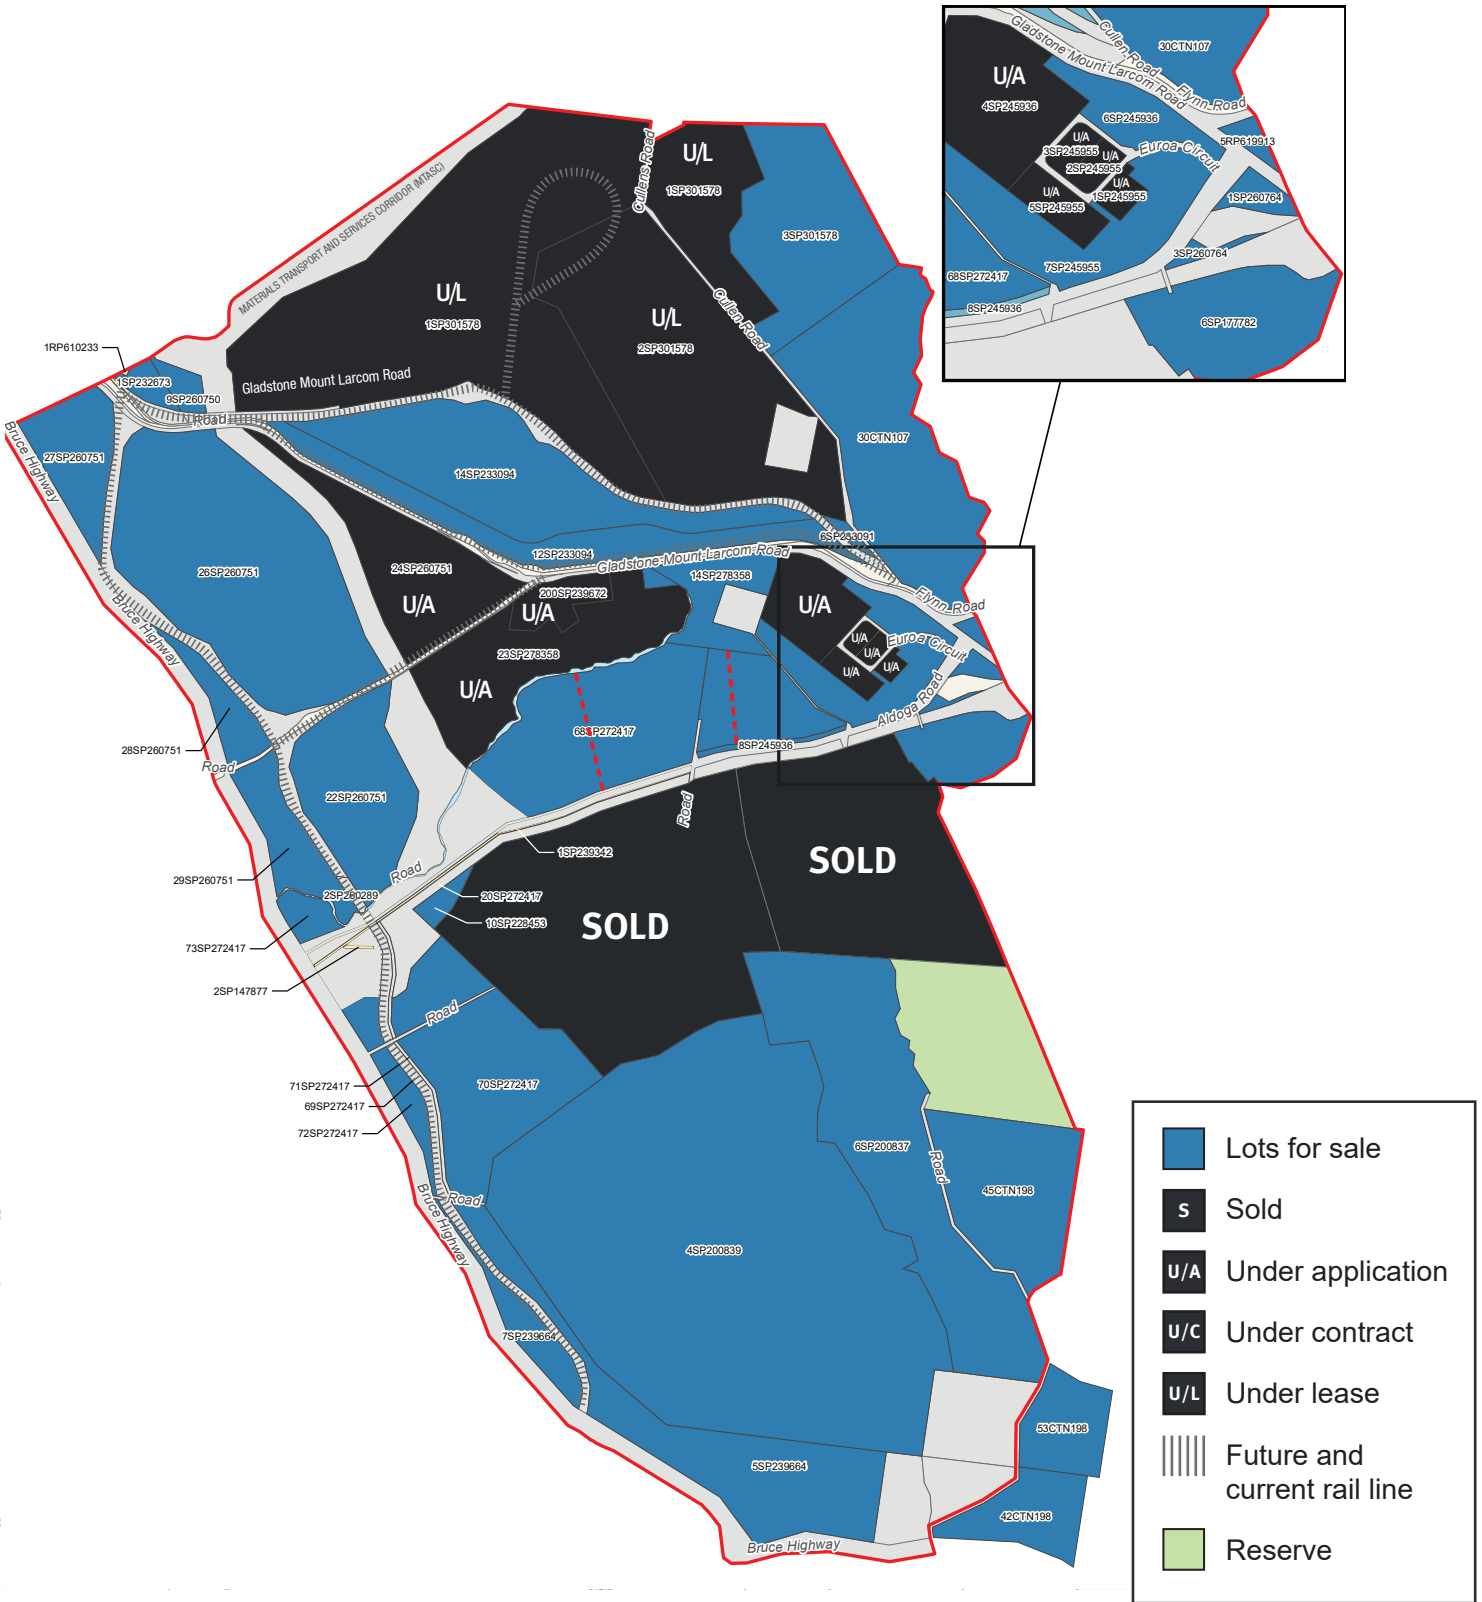 Gladstone Mount Larcom Road
Cullen Road
30CTN107
Flynn Road
U/A
4SP245936
6SP245936
5RP619913
Euroa Circuit
U/A
3SP245955
U/A
2SP245955
U/A
1SP245955
U/A
5SP245955
1SP260764
3SP260764
7SP245955
68SP272417
8SP245936
6SP177782
MATERIALS TRANSPORT AND SERVICES CORRIDOR (MTASC)
Cullens Road
U/L
1SP301578
3SP301578
U/L
1SP301578
U/L
2SP301578
Cullen Road
1RP610233
1SP232673
9SP260750
Gladstone Mount Larcom Road
Road
Bruce Highway
27SP260751
14SP233094
30CTN107
26SP260751
24SP260751
U/A
12SP233094
Gladstone Mount Larcom Road
6SP233091
14SP278358
200SP239672
U/A
23SP278358
U/A
U/A
U/A
U/A
U/A
U/A
Flynn Road
Euroa Circuit
Aldoga Road
Bruce Highway
28SP260751
Road
68SP272417
8SP245936
22SP260751
Road
29SP260751
2SP260289
Road
1SP239342
20SP272417
10SP228453
SOLD
SOLD
73SP272417
2SP147877
Road
71SP272417
69SP272417
72SP272417
70SP272417
6SP200837
Road
45CTN198
Bruce Highway
Road
4SP200839
7SP239664
5SP239664
53CTN198
42CTN198
Bruce Highway
Lots for sale
S Sold
U/A Under application
U/C Under contract
U/L Under lease
Future and
current rail line
Reserve